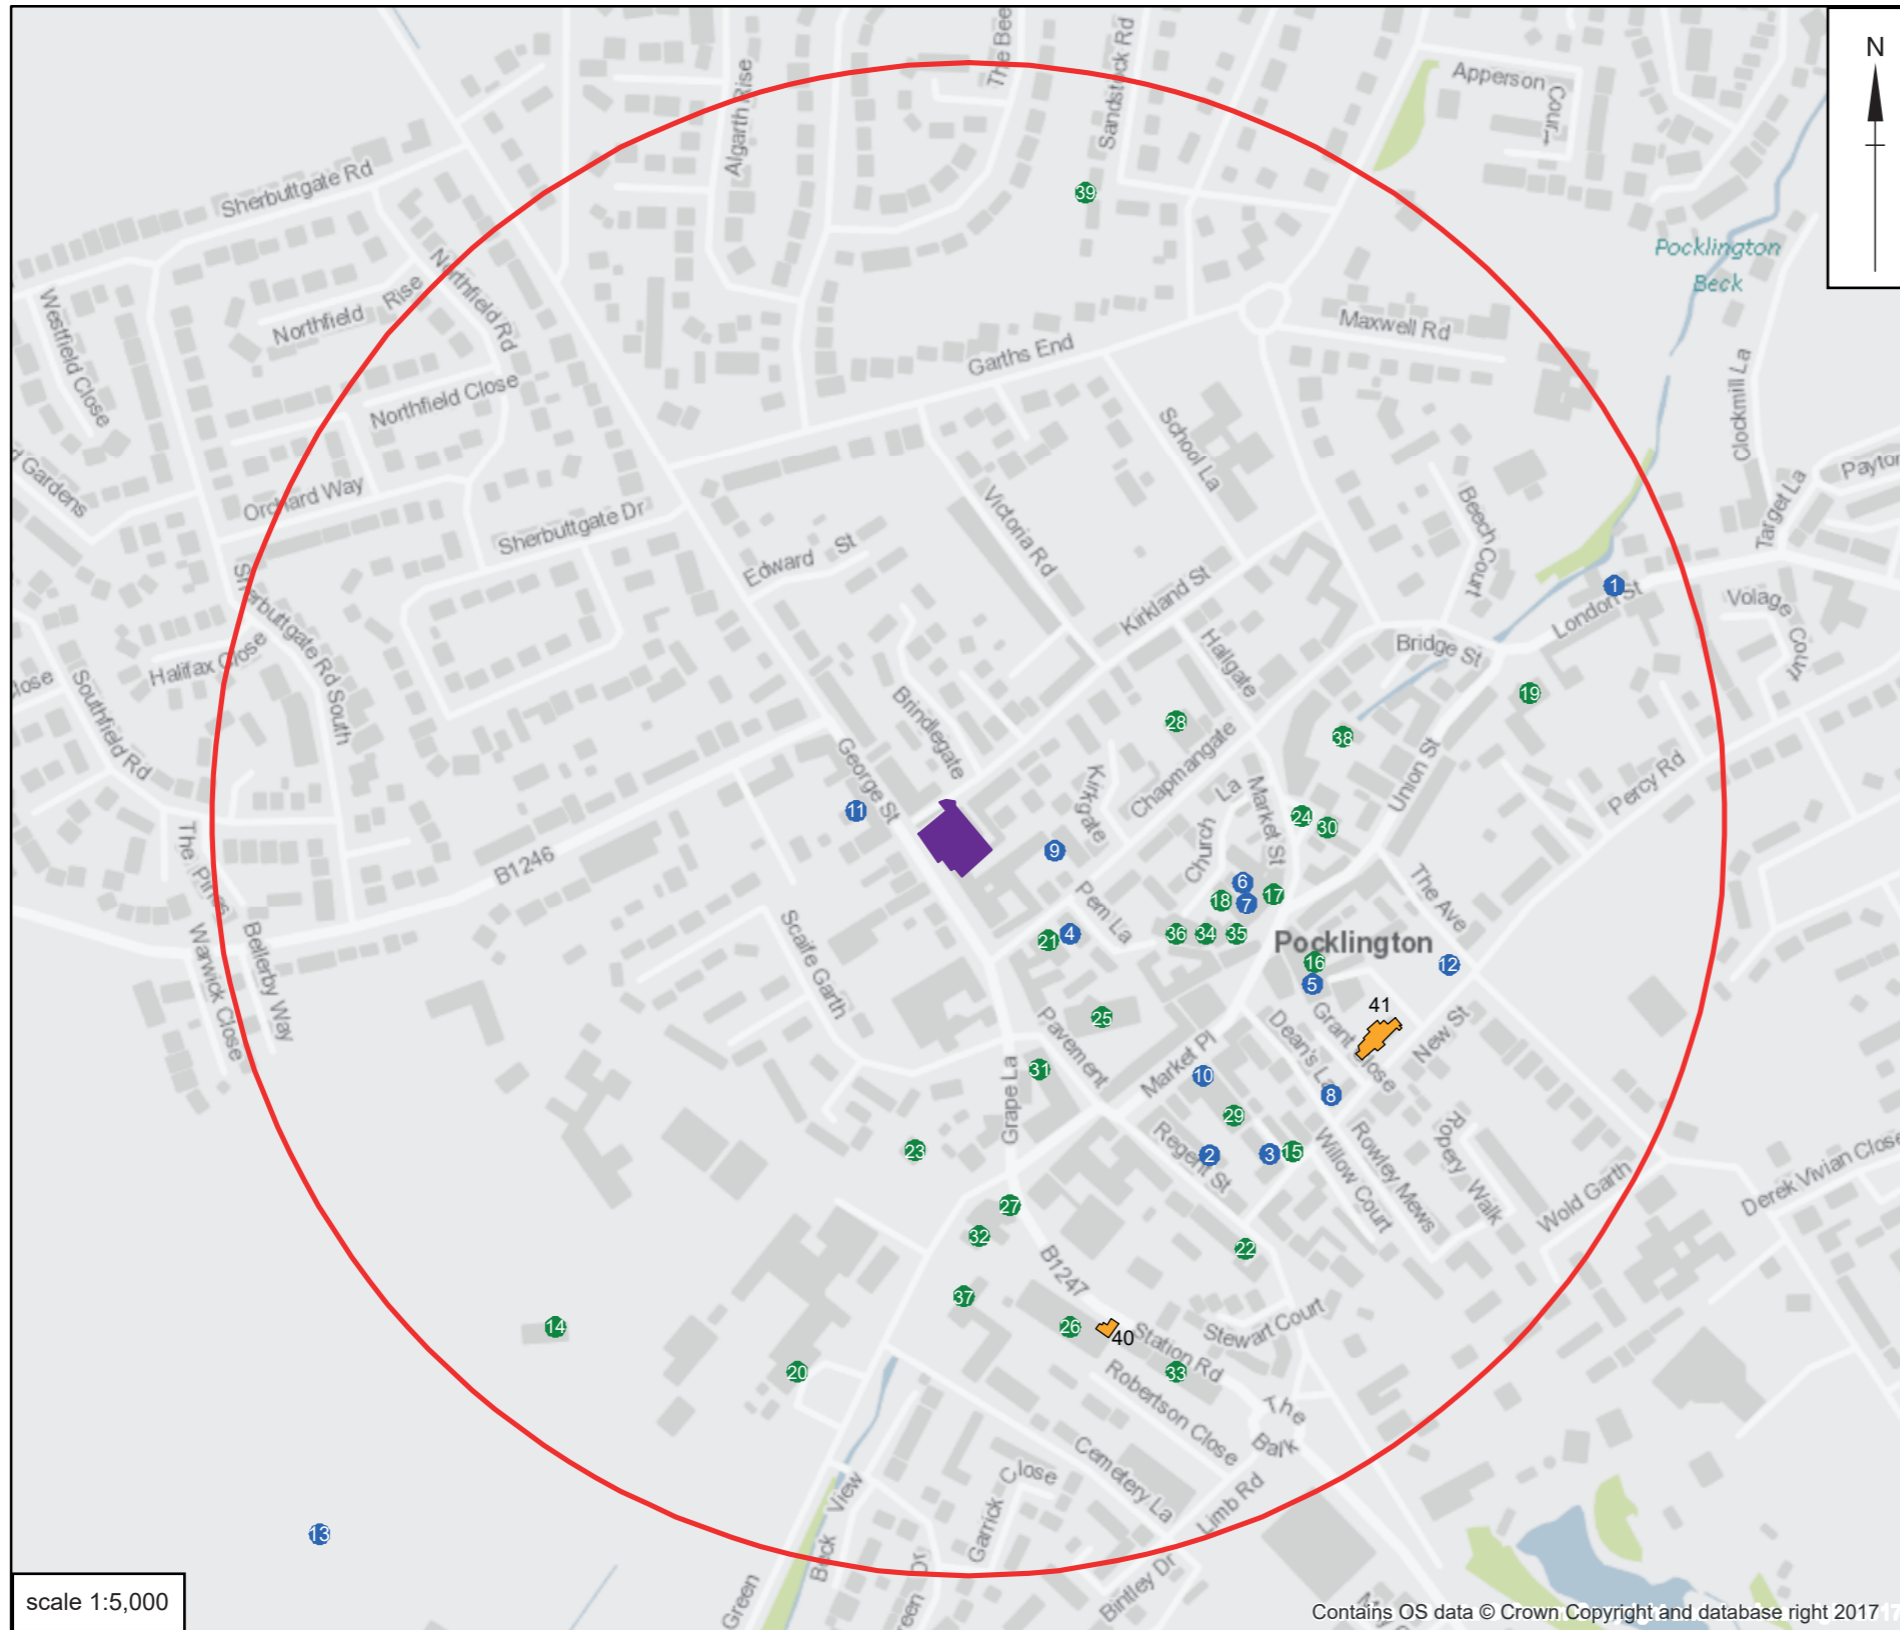 N
The Bee
Sandstock Rd
Apperson
Court
Algarth Rise
Sherbuttgate Rd
39
Pocklington
Beck
Northfield Rd
Northfield Rise
Westfield Close
Maxwell Rd
Garths End
Clockmill La
Northfield Close
School La
d Gardens
Payton
Orchard Way
Target La
Victoria Rd
Beech Court
Sherbuttgate Dr
Edward St
1
London St
Volage Court
Kirkland St
Hallgate
Bridge St
Sherbuttgate Rd South
Halifax Close
lose
Southfield Rd
19
Brindlegate
28
38
George St
Chapmangate
Union St
Percy Rd
Kirkgate
Church La
Market St
11
24
30
The Pines
9
B1246
The Ave
6
18
7
17
Pem La
Bellerby Way
Warwick Close
Scaife Garth
21
4
36
34
35
Pocklington
16
12
5
25
41
Grant Close
New St
Dean's La
Pavement
Market Pl
31
10
8
Grape La
29
Ropery Walk
23
Regent St
2
3
15
Willow Court
Rowley Mews
Wold Garth
Derek Vivian Close
27
32
22
B1247
37
14
26
40
Station Rd
Stewart Court
20
33
Robertson Close
The Balk
Cemetery La
Garrick Close
Limb Rd
13
Beck View
Green
Bintley Dr
scale 1:5,000
Contains OS data © Crown Copyright and database right 2017